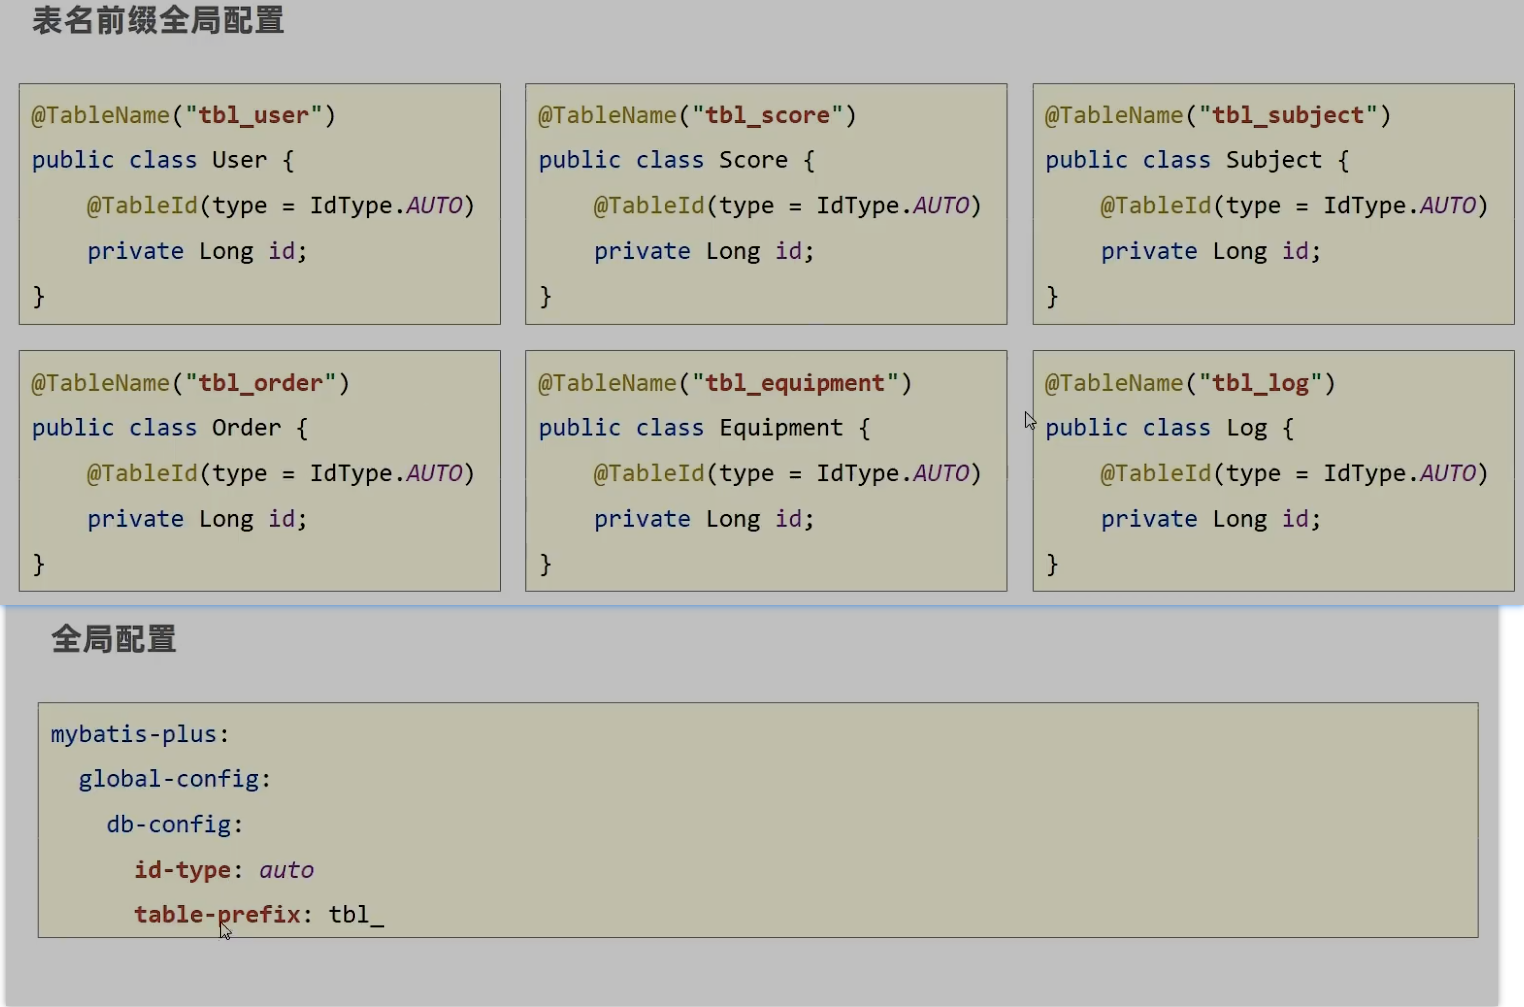 表名前缀全局配置
@TableName("tbl_user")
public class User {
    @TableId(type = IdType.AUTO)
    private Long id;
}
@TableName("tbl_score")
public class Score {
    @TableId(type = IdType.AUTO)
    private Long id;
}
@TableName("tbl_subject")
public class Subject {
    @TableId(type = IdType.AUTO)
    private Long id;
}
@TableName("tbl_order")
public class Order {
    @TableId(type = IdType.AUTO)
    private Long id;
}
@TableName("tbl_equipment")
public class Equipment {
    @TableId(type = IdType.AUTO)
    private Long id;
}
@TableName("tbl_log")
public class Log {
    @TableId(type = IdType.AUTO)
    private Long id;
}
全局配置
mybatis-plus:
  global-config:
    db-config:
      id-type: auto
      table-prefix: tbl_